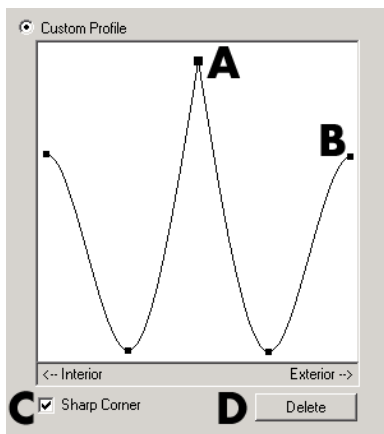 Custom Profile
A
B
<-- Interior Exterior -->
C Sharp Corner D Delete